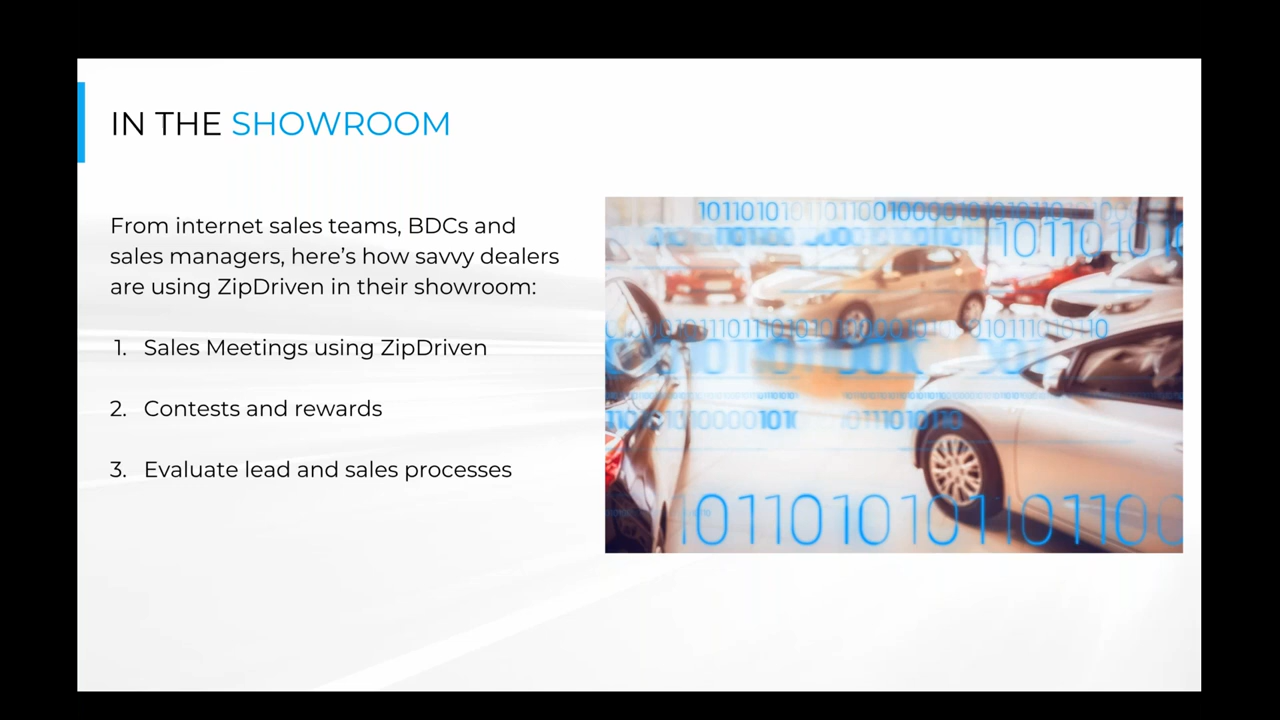 IN THE SHOWROOM
From internet sales teams, BDCs and
sales managers, here's how savvy dealers
are using ZipDriven in their showroom:
1. Sales Meetings using ZipDriven
2. Contests and rewards
3. Evaluate lead and sales processes